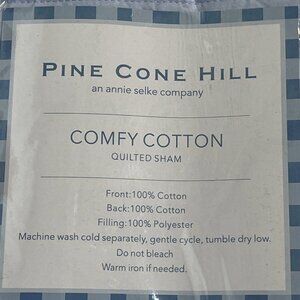 PINE CONE HILL
an annie selke company
COMFY COTTON
QUILTED SHAM
Front:100% Cotton
Back:100% Cotton
Filling:100% Polyester
Machine wash cold separately, gentle cycle, tumble dry low.
Do not bleach
Warm iron if needed.